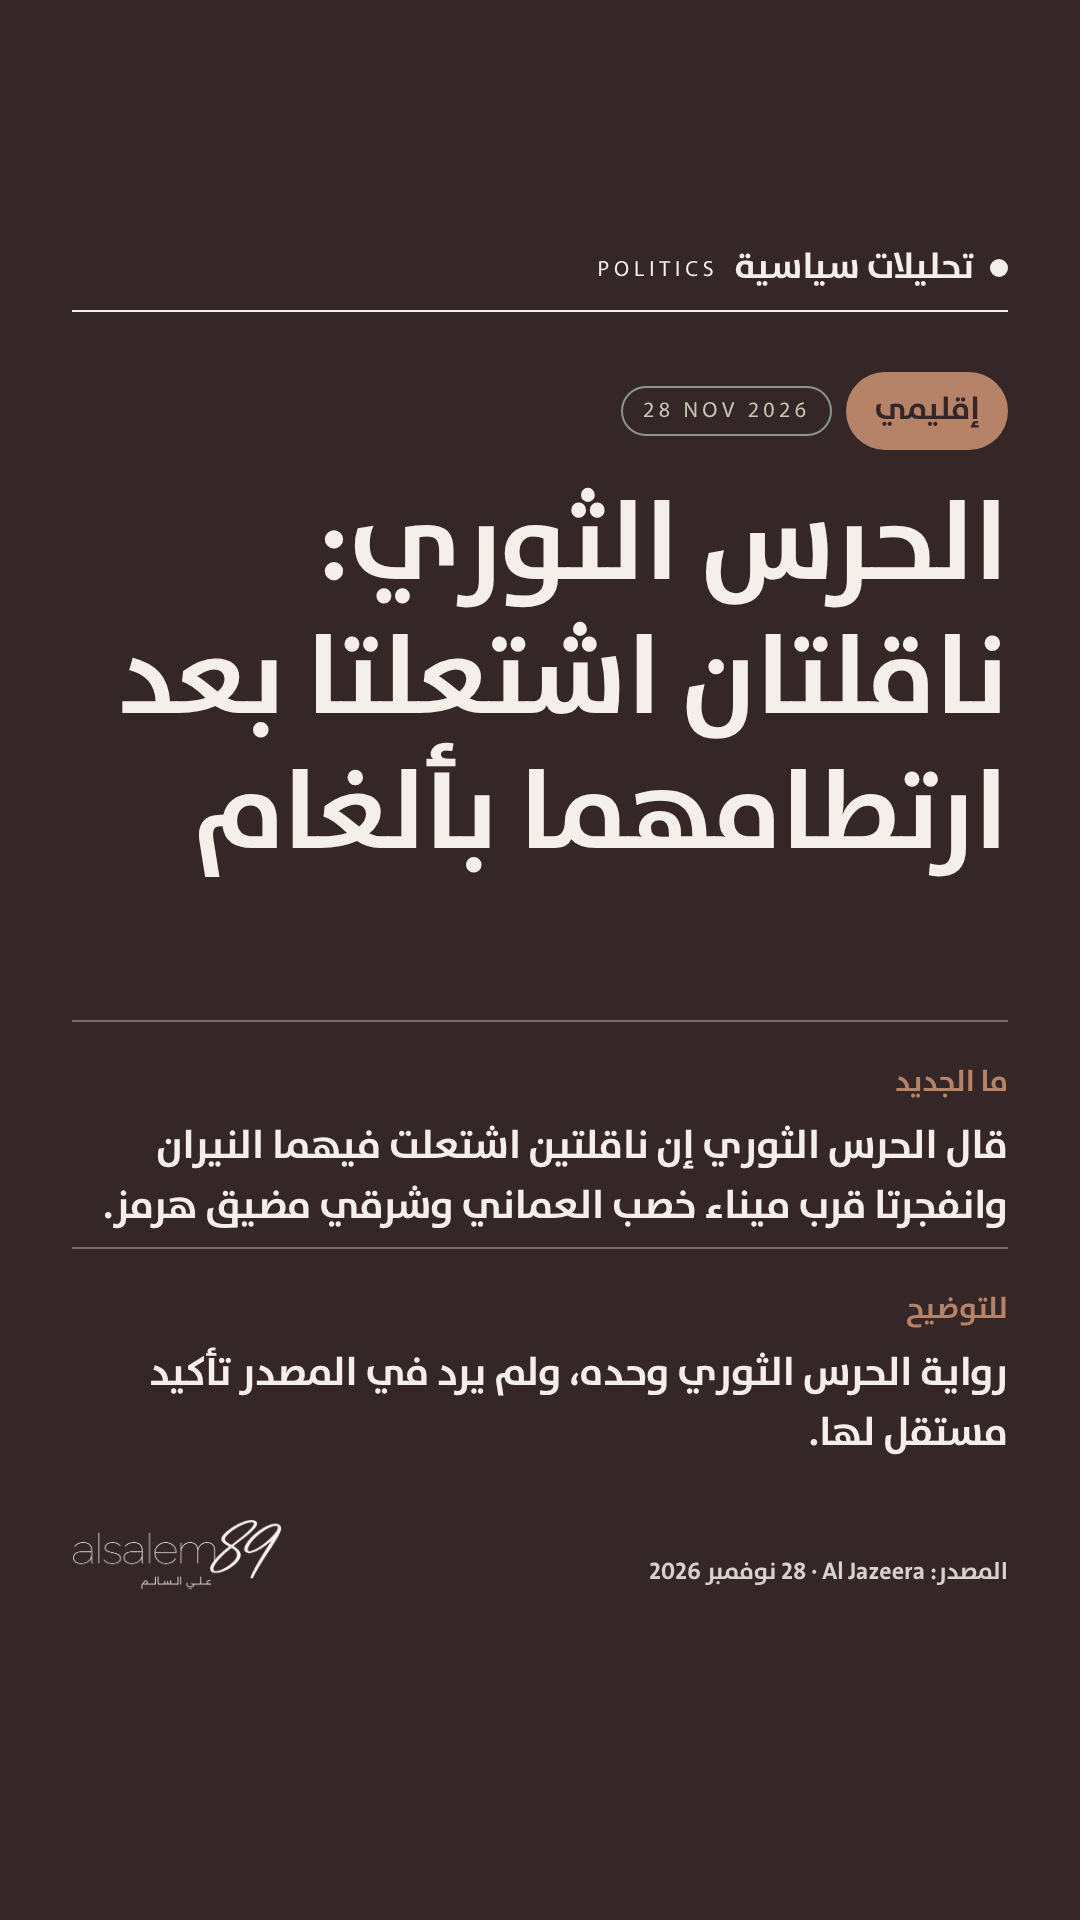 تحليلات سياسية POLITICS
إقليمي 28 NOV 2026
الحرس الثوري:
ناقلتان اشتعلتا بعد
ارتطامهما بألغام
ما الجديد
قال الحرس الثوري إن ناقلتين اشتعلت فيهما النيران
وانفجرتا قرب ميناء خصب العماني وشرقي مضيق هرمز.
للتوضيح
رواية الحرس الثوري وحده، ولم يرد في المصدر تأكيد
مستقل لها.
المصدر: Al Jazeera · 28 نوفمبر 2026
alsalem89
علي السالم